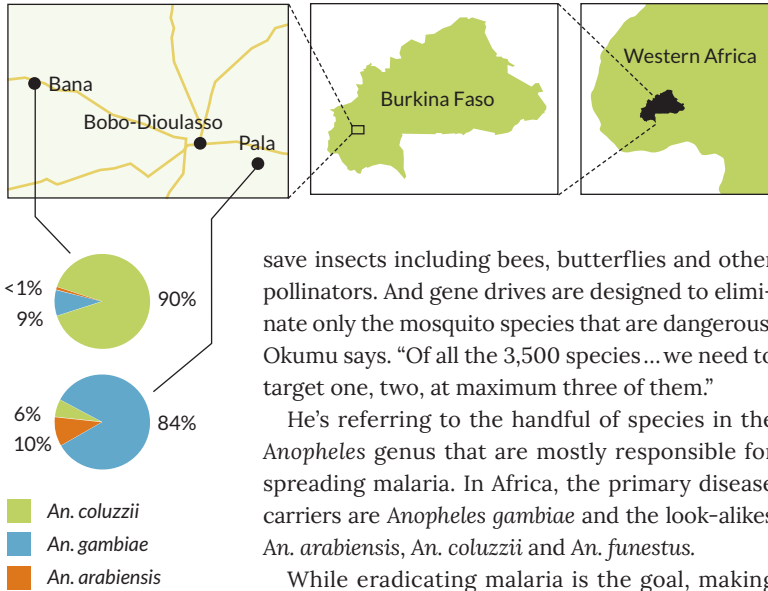 Bana
Bobo-Dioulasso
Pala
Burkina Faso
Western Africa
<1%
9%
90%
6%
10%
84%
An. coluzzii
An. gambiae
An. arabiensis
save insects including bees, butterflies and other
pollinators. And gene drives are designed to elimi-
nate only the mosquito species that are dangerous
Okumu says. “Of all the 3,500 species…we need to
target one, two, at maximum three of them.”
He’s referring to the handful of species in the
Anopheles genus that are mostly responsible for
spreading malaria. In Africa, the primary disease
carriers are Anopheles gambiae and the look-alikes
An. arabiensis, An. coluzzii and An. funestus.
While eradicating malaria is the goal, making